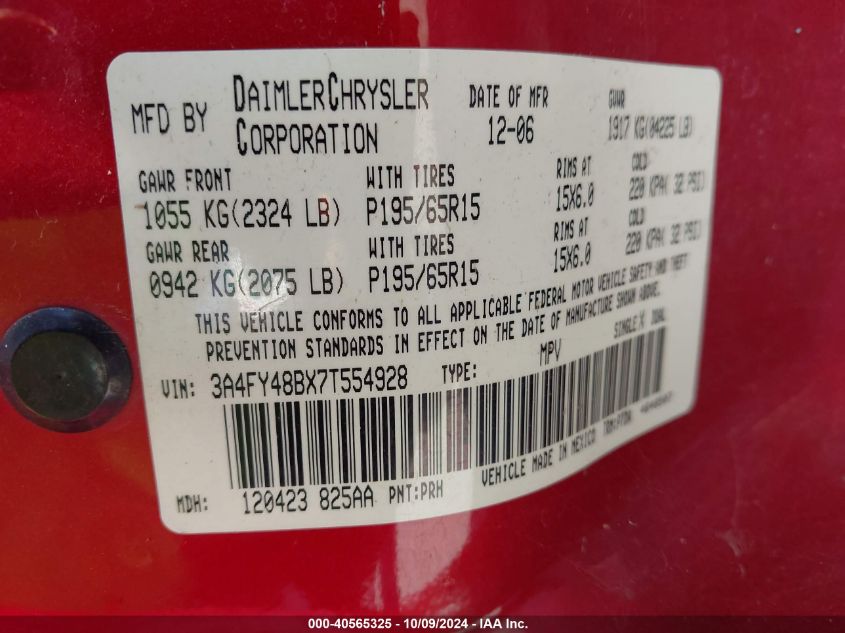 MFD BY DAIMLERCHRYSLER CORPORATION DATE OF MFR 12-06 GVWR 1917 KG(04225 LB)
GAWR FRONT WITH TIRES RIMS AT COLD
1055 KG(2324 LB) P195/65R15 15X6.0 220 KPA( 32 PSI)
GAWR REAR WITH TIRES RIMS AT COLD
0942 KG(2075 LB) P195/65R15 15X6.0 220 KPA( 32 PSI)
THIS VEHICLE CONFORMS TO ALL APPLICABLE FEDERAL MOTOR VEHICLE SAFETY AND THEFT
PREVENTION STANDARDS IN EFFECT ON THE DATE OF MANUFACTURE SHOWN ABOVE.
VIN: 3A4FY48BX7T554928 TYPE: MPV SINGLE X DUAL
MDH: 120423 825AA PNT:PRH VEHICLE MADE IN MEXICO
000-40565325 - 10/09/2024 - IAA Inc.